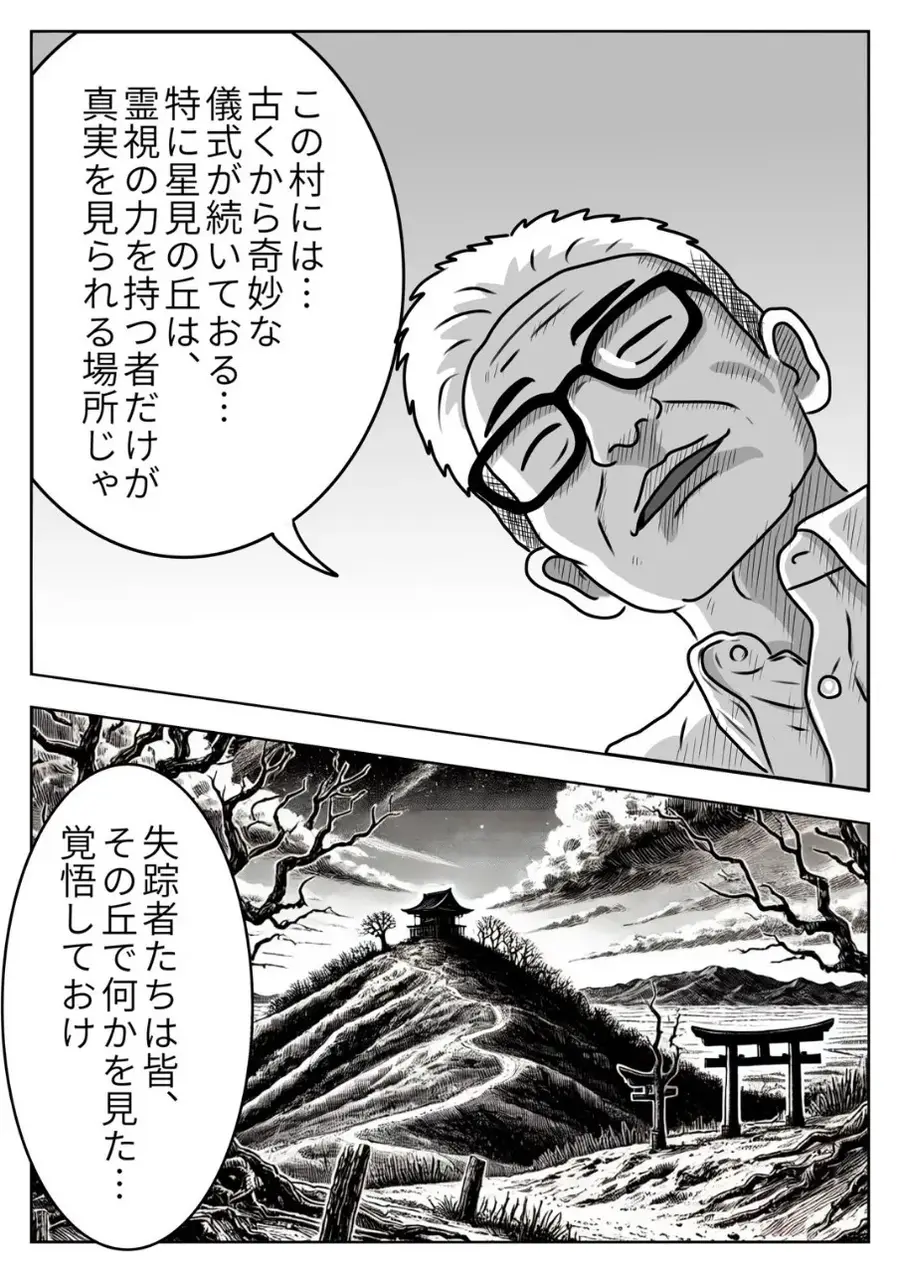 この村には…
古くから奇妙な
儀式が続いておる…
特に星見の丘は、
霊視の力を持つ者だけが
真実を見られる場所じゃ
失踪者たちは皆、
その丘で何かを見た…
覚悟しておけ